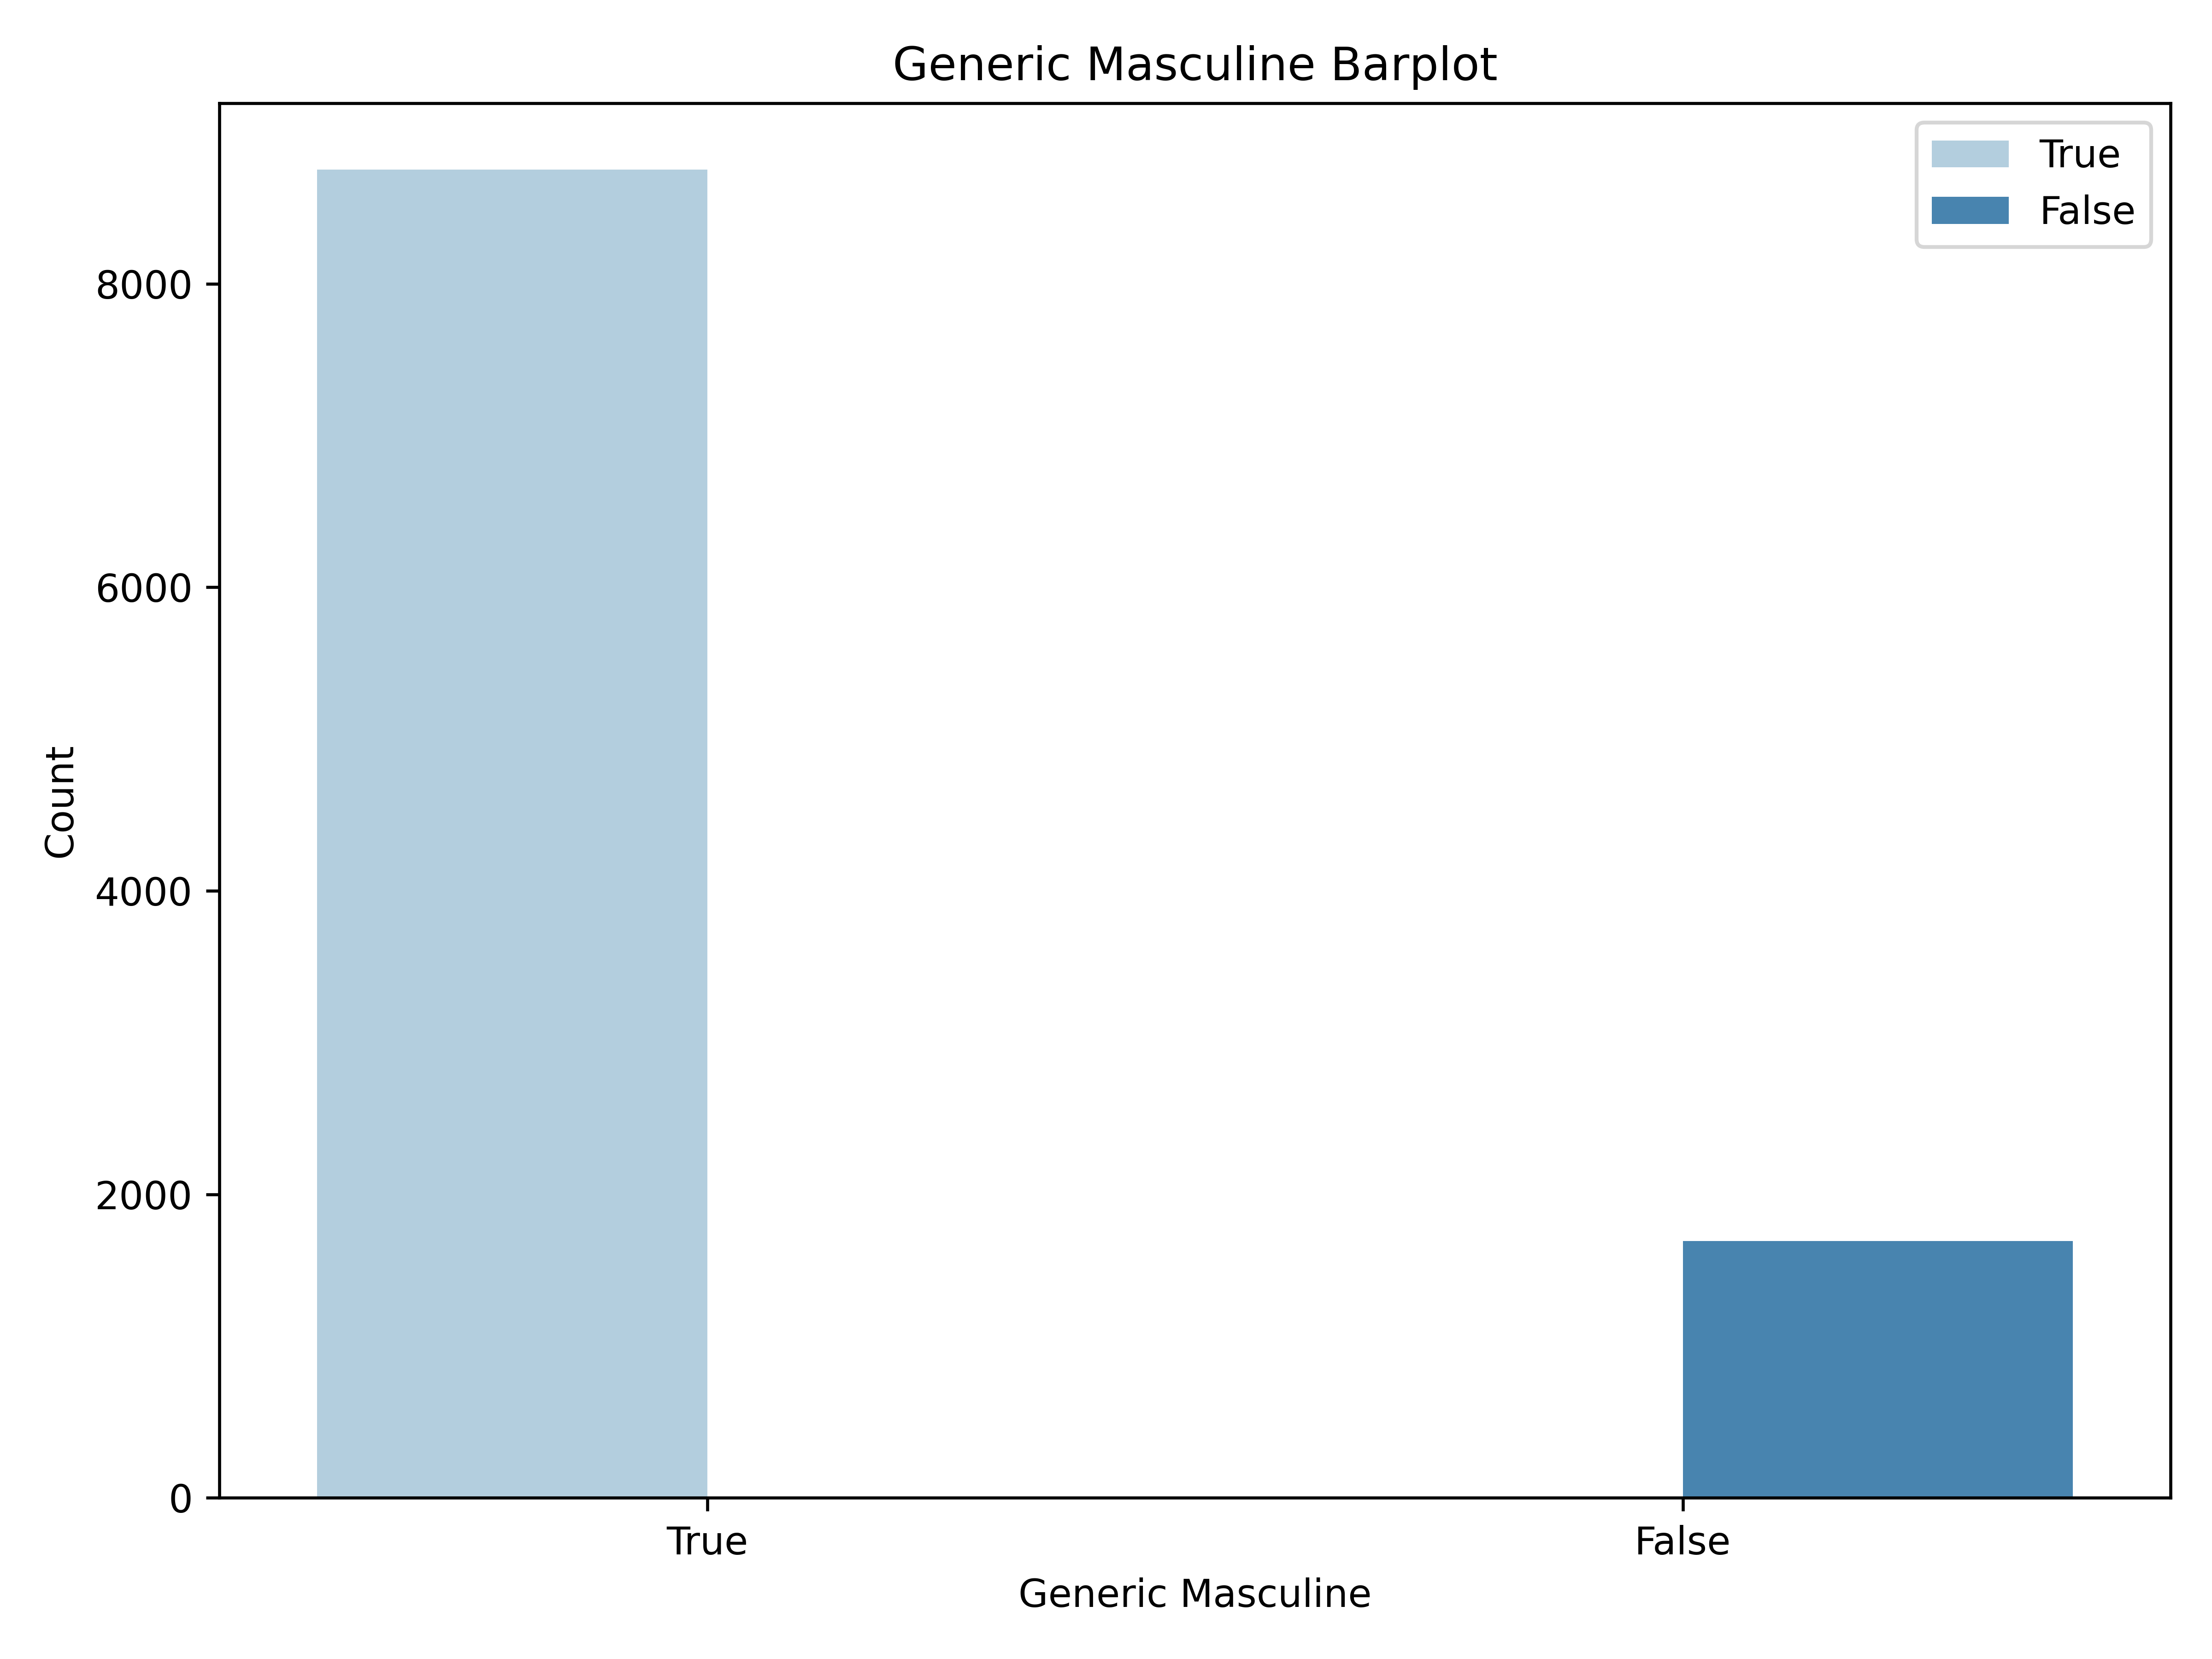 Generic Masculine Barplot
True
False
8000
6000
4000
2000
0
Count
True
False
Generic Masculine